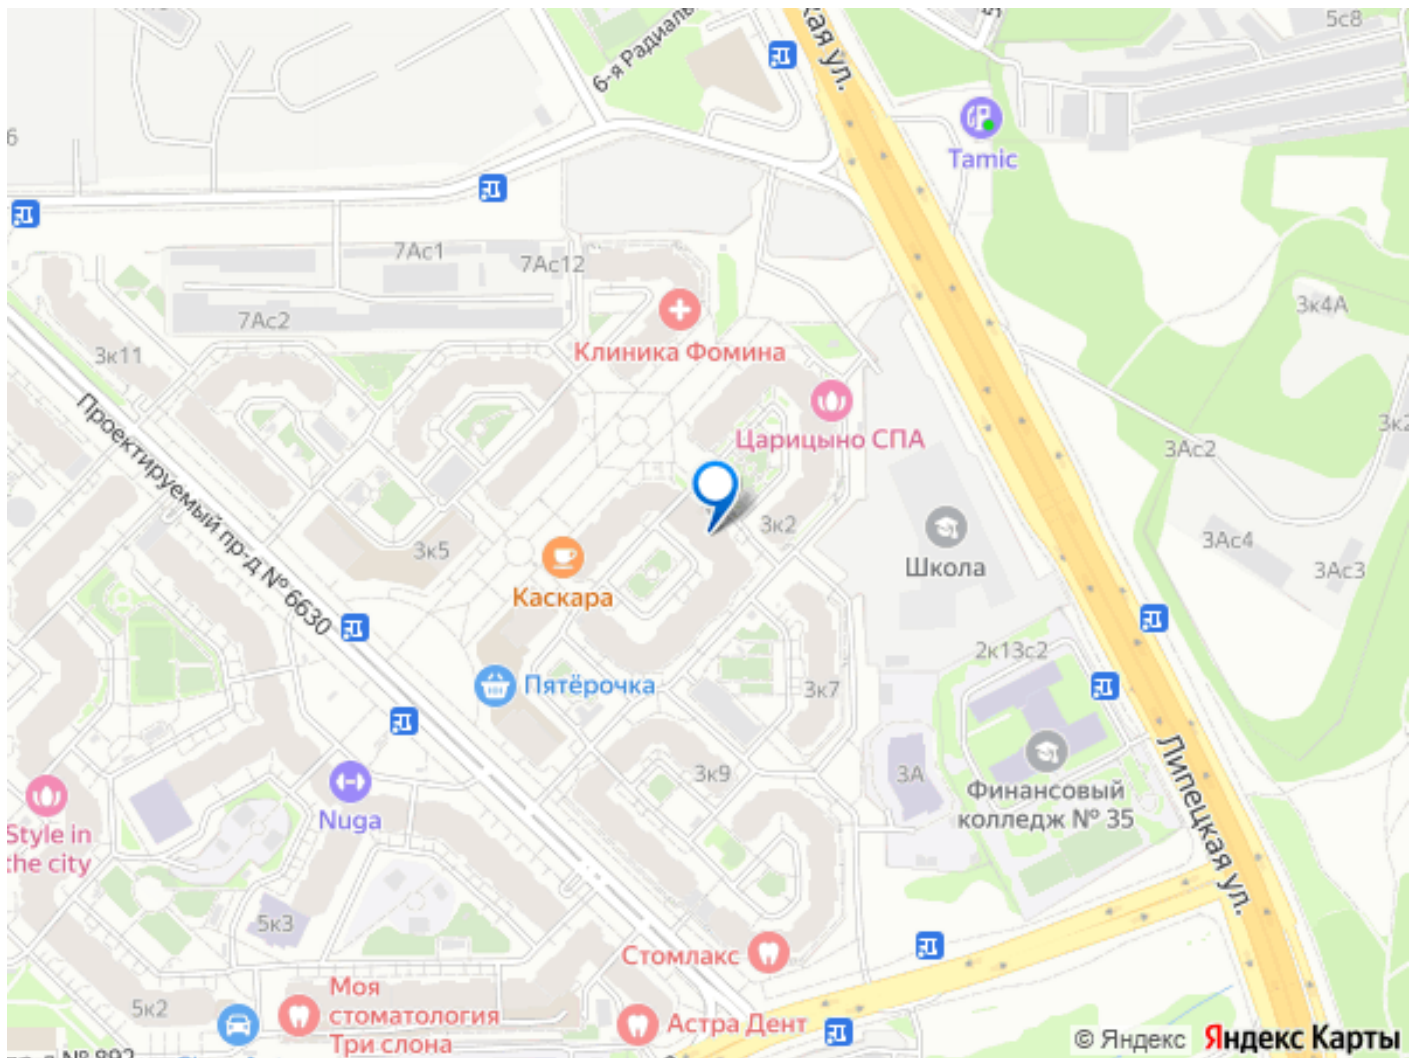 5с8
кая ул.
6-я Радиаль
Tamic
6
7Ас1
7Ас12
7Ас2
3к4А
3к11
Клиника Фомина
Проектируемый пр-д № 6630
Царицыно СПА
3к2
3Ас2
3к2
3к5
Школа
3Ас4
3Ас3
Каскара
2к13с2
Пятёрочка
3к7
3к9
3А
Финансовый
колледж № 35
Липецкая ул.
Nuga
Style in
the city
5к3
Стомлакс
5к2
Моя
стоматология
Три слона
Астра Дент
© Яндекс Яндекс Карты